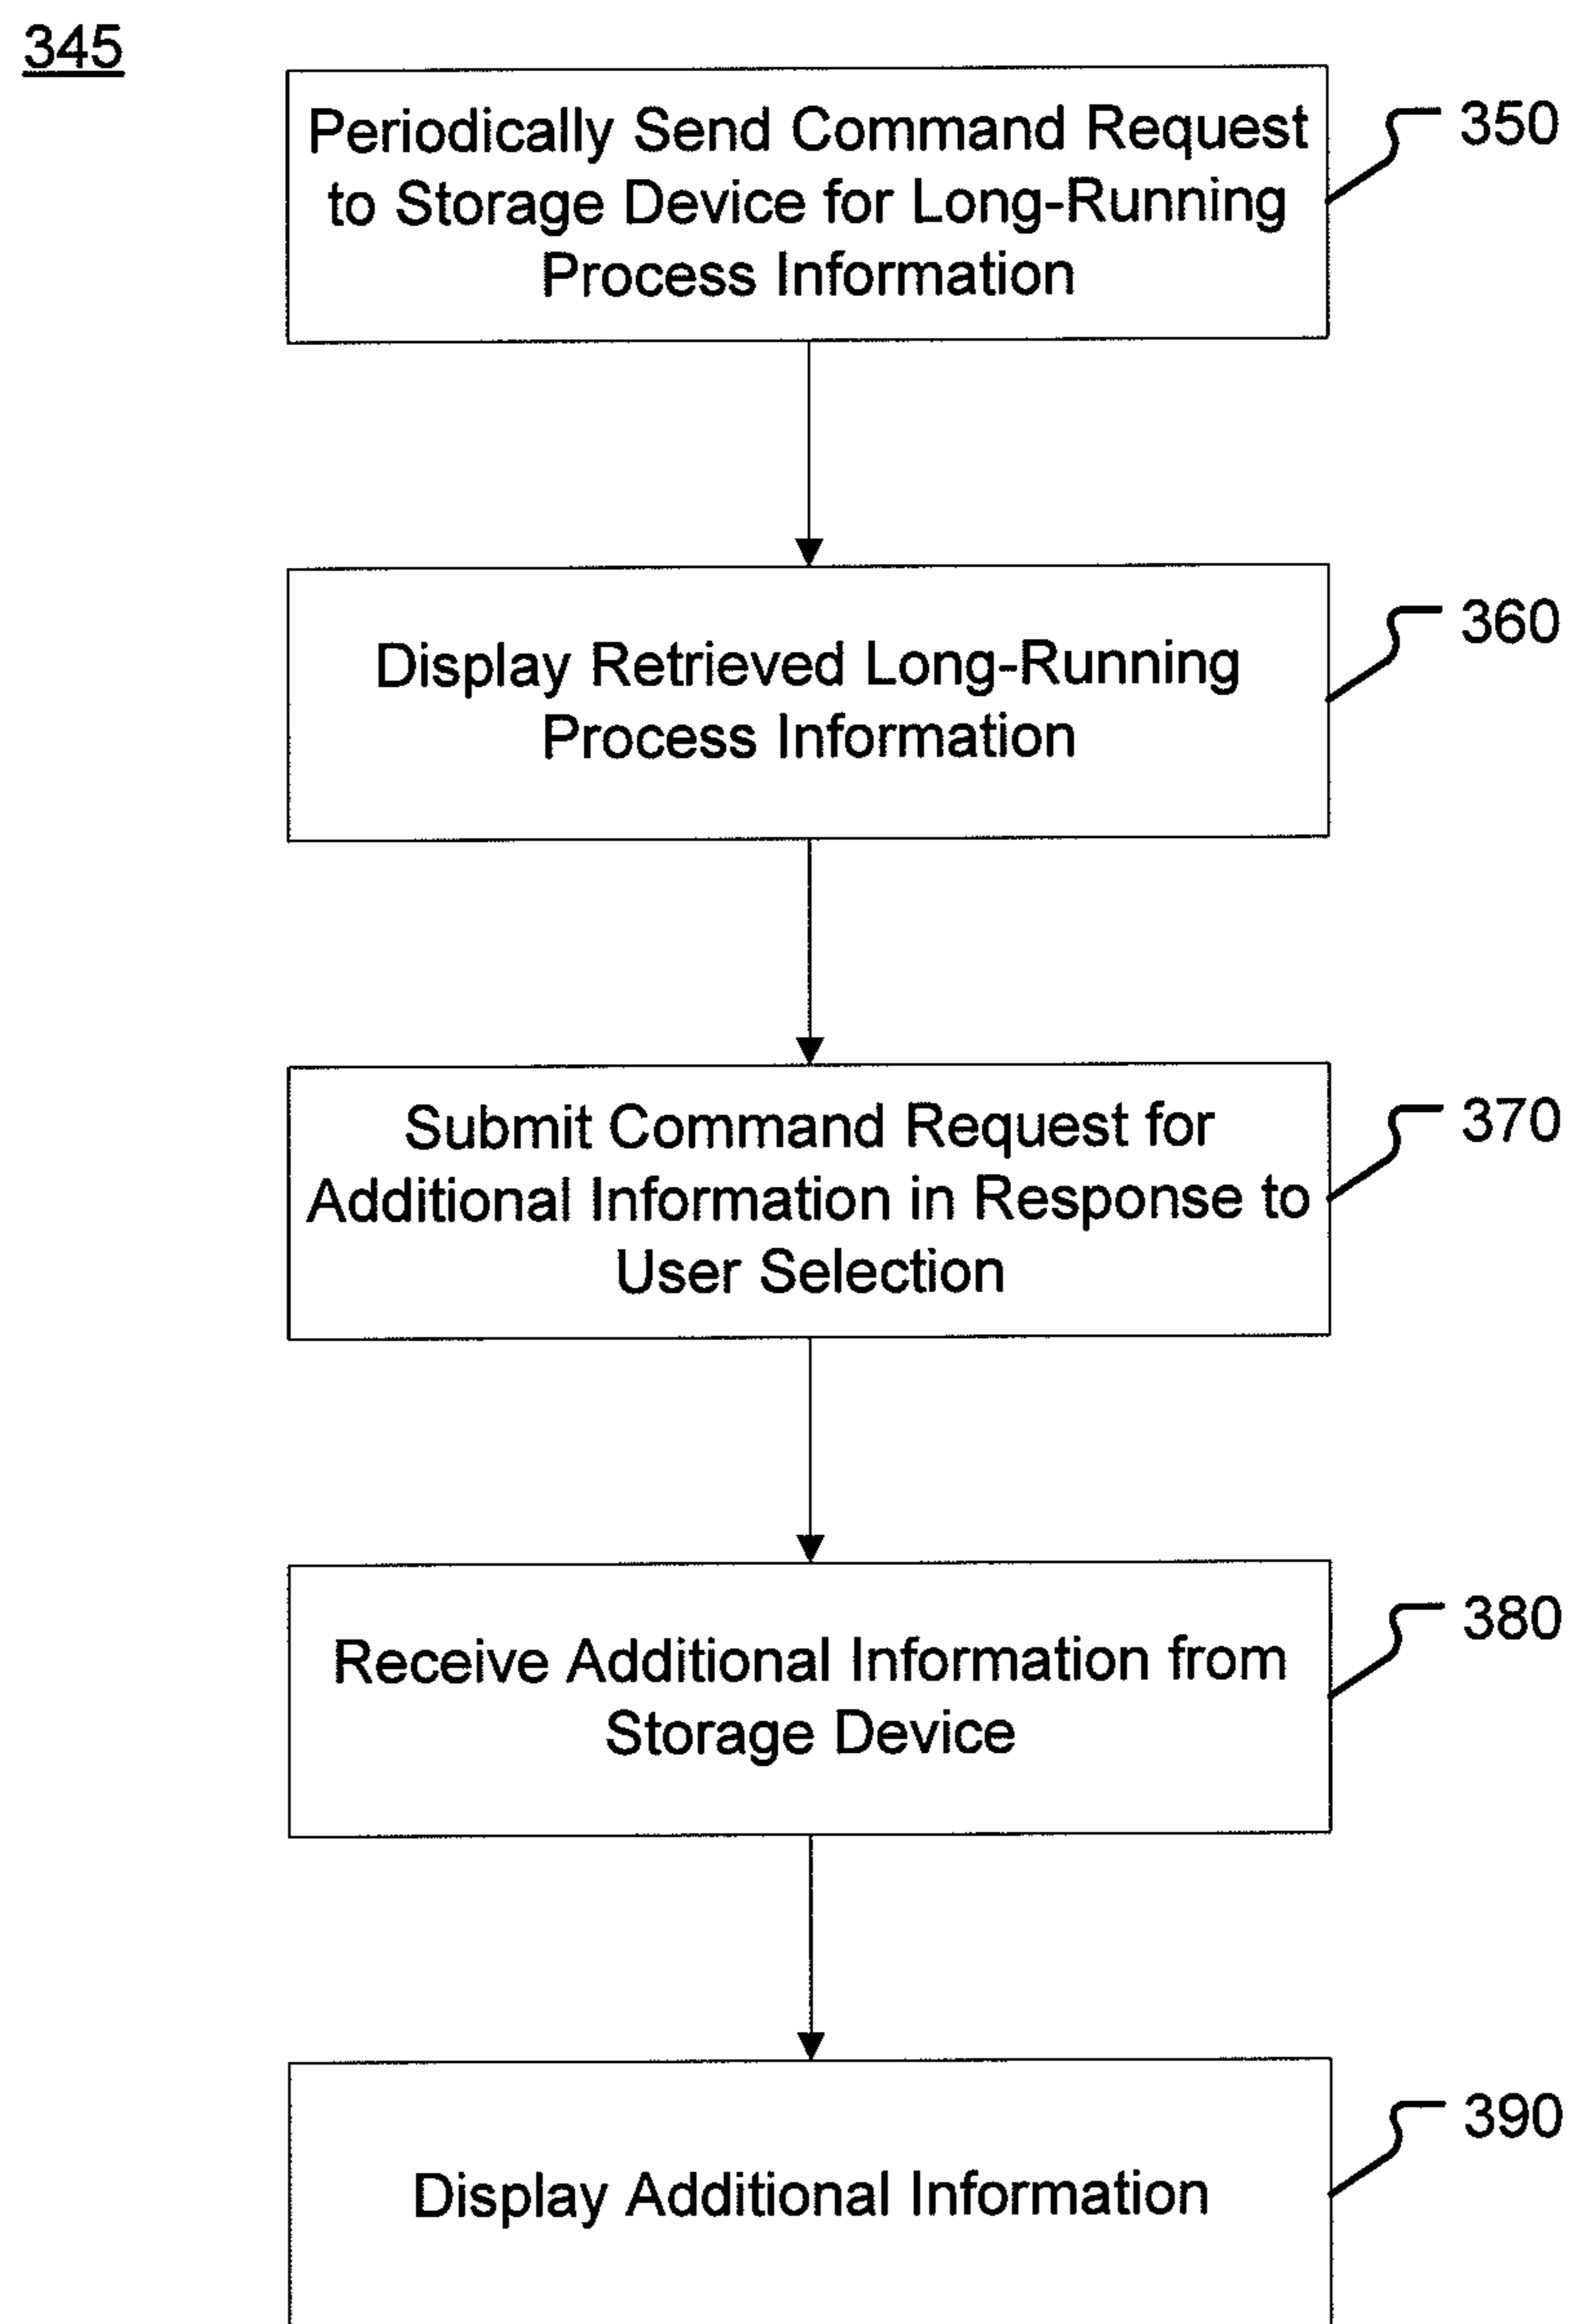 345
Periodically Send Command Request
to Storage Device for Long-Running
Process Information
350
Display Retrieved Long-Running
Process Information
360
Submit Command Request for
Additional Information in Response to
User Selection
370
Receive Additional Information from
Storage Device
380
Display Additional Information
390